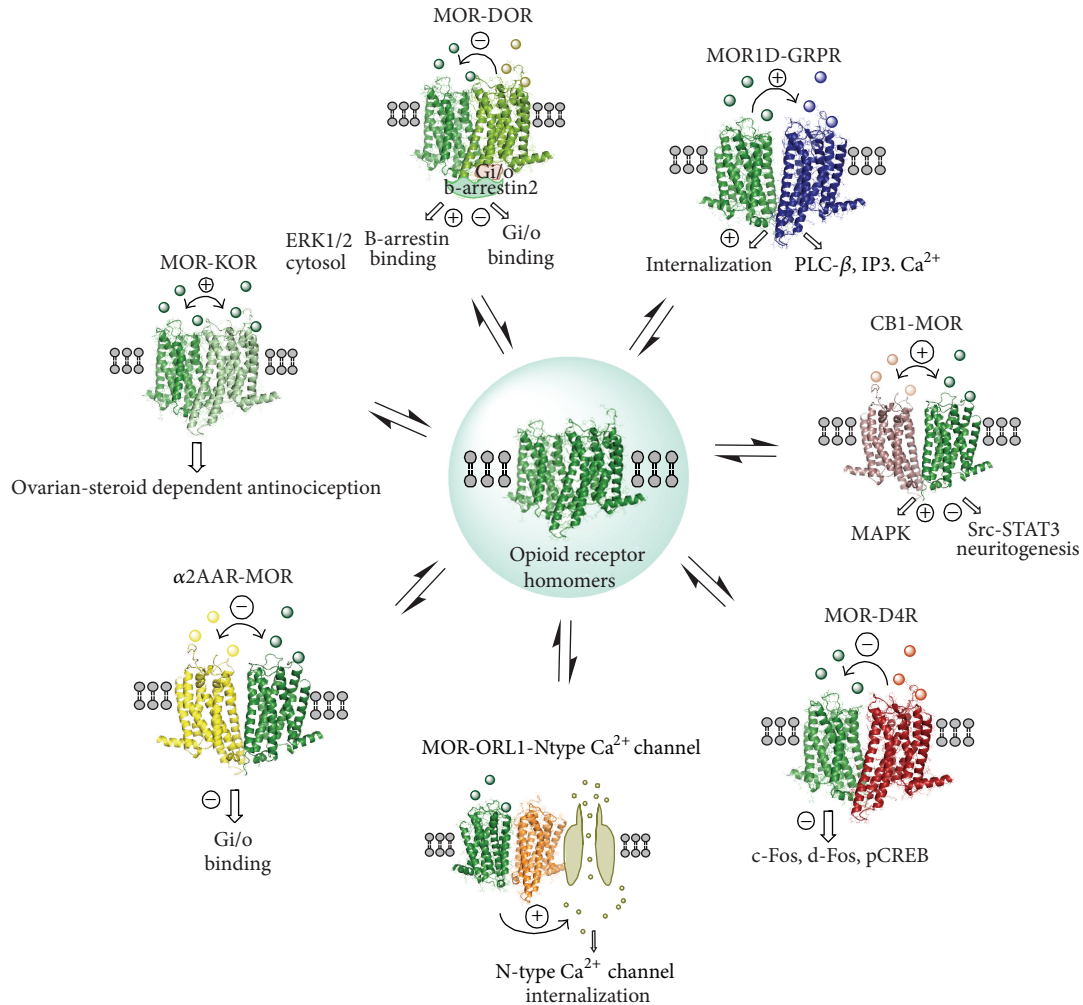 MOR-DOR
−
Gi/o
b-arrestin2
+ −
ERK1/2
cytosol
B-arrestin
binding
Gi/o
binding
MOR1D-GRPR
+
+
Internalization
PLC-β, IP3. Ca²⁺
MOR-KOR
+
Ovarian-steroid dependent antinociception
CB1-MOR
+
+ −
MAPK
Src-STAT3
neuritogenesis
Opioid receptor
homomers
α2AAR-MOR
−
−
Gi/o
binding
MOR-D4R
−
−
c-Fos, d-Fos, pCREB
MOR-ORL1-Ntype Ca²⁺ channel
+
N-type Ca²⁺ channel
internalization